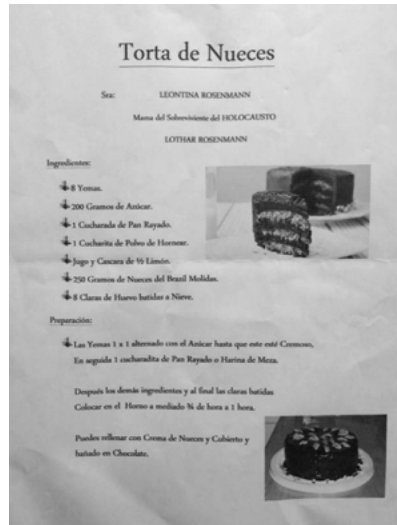 Torta de Nueces
Sra: LEONTINA ROSENMANN
Mama del Sobreviviente del HOLOCAUSTO
LOTHAR ROSENMANN
Ingredientes:
8 Yemas.
200 Gramos de Azúcar.
1 Cucharada de Pan Rayado.
1 Cucharita de Polvo de Hornear.
Jugo y Cascara de ½ Limón.
250 Gramos de Nueces del Brazil Molidas.
8 Claras de Huevo batidas a Nieve.
Preparación:
Las Yemas 1 x 1 alternado con el Azúcar hasta que este esté Cremoso,
En seguida 1 cucharadita de Pan Rayado o Harina de Meza.
Después los demás ingredientes y al final las claras batidas
Colocar en el Horno a mediado ¾ de hora a 1 hora.
Puedes rellenar con Crema de Nueces y Cubierto y
bañado en Chocolate.